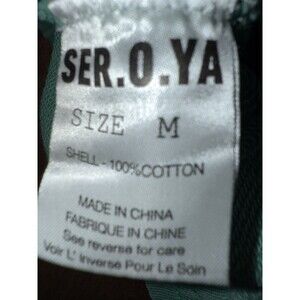 SER.O.YA
SIZE M
SHELL - 100%COTTON
MADE IN CHINA
FABRIQUE IN CHINE
See reverse for care
Voir L' Inverse Pour Le Soin